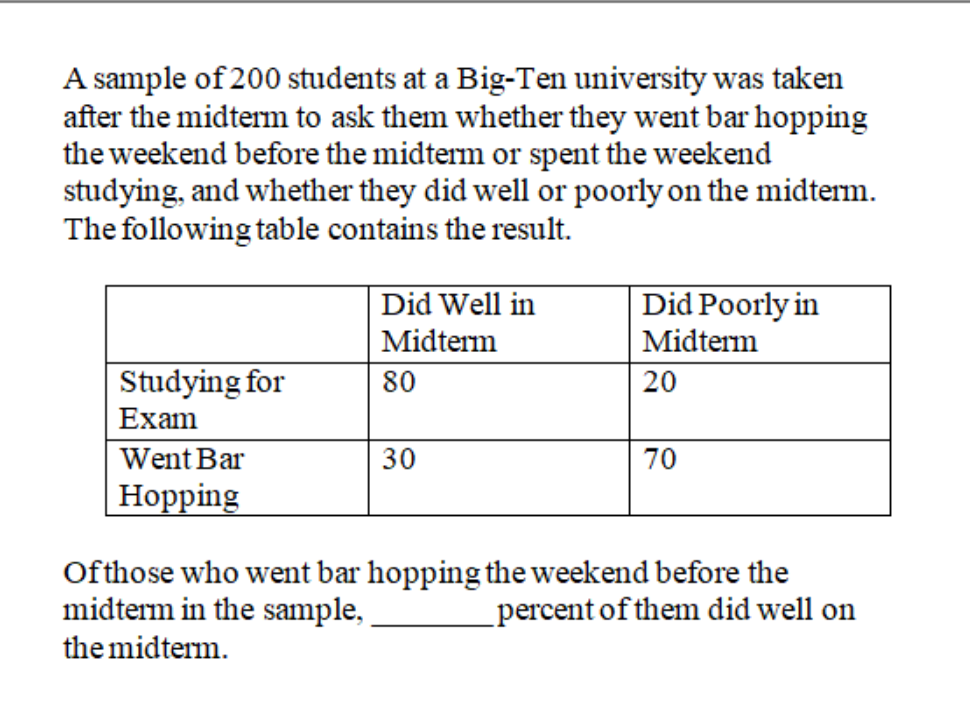 A sample of 200 students at a Big-Ten university was taken
after the midterm to ask them whether they went bar hopping
the weekend before the midterm or spent the weekend
studying, and whether they did well or poorly on the midterm.
The following table contains the result.
Did Well in
Midterm
Did Poorly in
Midterm
Studying for
Exam
80
20
Went Bar
Hopping
30
70
Of those who went bar hopping the weekend before the
midterm in the sample, ________ percent of them did well on
the midterm.